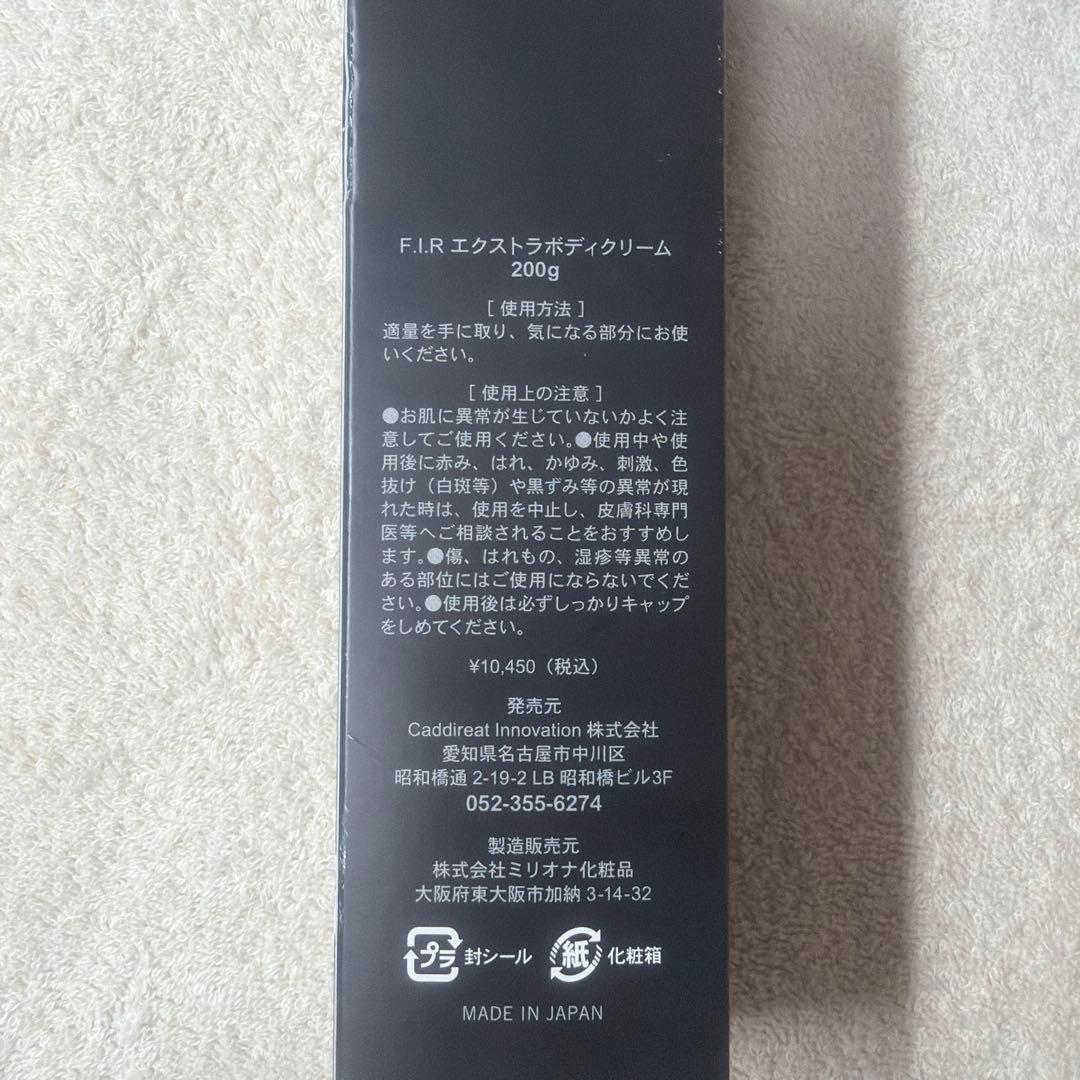 F.I.R エクストラボディクリーム
200g
[ 使用方法 ]
適量を手に取り、気になる部分にお使
いください。
[ 使用上の注意 ]
●お肌に異常が生じていないかよく注
意してご使用ください。●使用中や使
用後に赤み、はれ、かゆみ、刺激、色
抜け（白斑等）や黒ずみ等の異常が現
れた時は、使用を中止し、皮膚科専門
医等へご相談されることをおすすめし
ます。●傷、はれもの、湿疹等異常の
ある部位にはご使用にならないでくだ
さい。●使用後は必ずしっかりキャップ
をしめてください。
¥10,450（税込）
発売元
Caddireat Innovation 株式会社
愛知県名古屋市中川区
昭和橋通 2-19-2 LB 昭和橋ビル3F
052-355-6274
製造販売元
株式会社ミリオナ化粧品
大阪府東大阪市加納 3-14-32
プラ 封シール 紙 化粧箱
MADE IN JAPAN